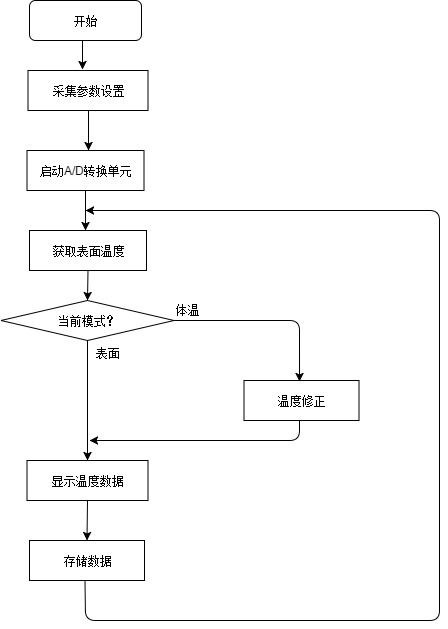 开始
采集参数设置
启动A/D转换单元
获取表面温度
当前模式?
体温
表面
温度修正
显示温度数据
存储数据